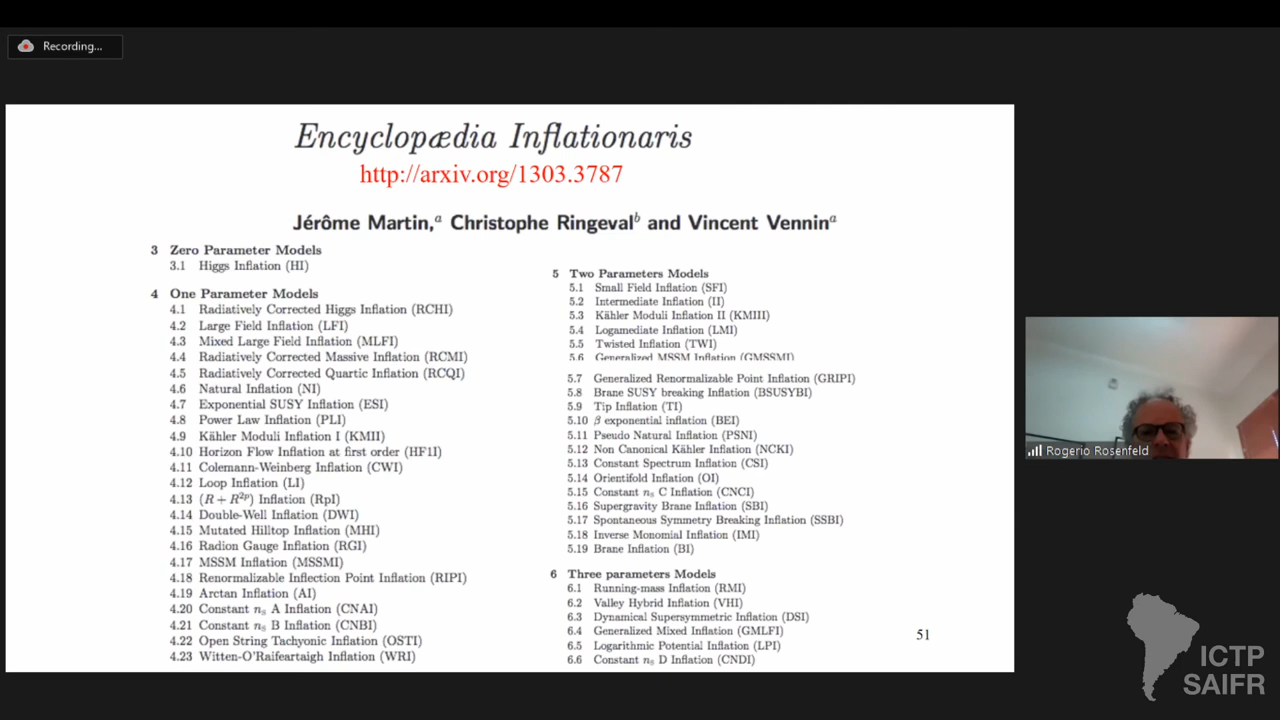 Recording...
Encyclopædia Inflationaris
http://arxiv.org/1303.3787
Jérôme Martin,ᵃ Christophe Ringevalᵇ and Vincent Venninᵃ
3 Zero Parameter Models
3.1 Higgs Inflation (HI)
4 One Parameter Models
4.1 Radiatively Corrected Higgs Inflation (RCHI)
4.2 Large Field Inflation (LFI)
4.3 Mixed Large Field Inflation (MLFI)
4.4 Radiatively Corrected Massive Inflation (RCMI)
4.5 Radiatively Corrected Quartic Inflation (RCQI)
4.6 Natural Inflation (NI)
4.7 Exponential SUSY Inflation (ESI)
4.8 Power Law Inflation (PLI)
4.9 Kähler Moduli Inflation I (KMII)
4.10 Horizon Flow Inflation at first order (HF1I)
4.11 Colemann-Weinberg Inflation (CWI)
4.12 Loop Inflation (LI)
4.13 (R + R²ᵖ) Inflation (RpI)
4.14 Double-Well Inflation (DWI)
4.15 Mutated Hilltop Inflation (MHI)
4.16 Radion Gauge Inflation (RGI)
4.17 MSSM Inflation (MSSMI)
4.18 Renormalizable Inflection Point Inflation (RIPI)
4.19 Arctan Inflation (AI)
4.20 Constant nₛ A Inflation (CNAI)
4.21 Constant nₛ B Inflation (CNBI)
4.22 Open String Tachyonic Inflation (OSTI)
4.23 Witten-O'Raifeartaigh Inflation (WRI)
5 Two Parameters Models
5.1 Small Field Inflation (SFI)
5.2 Intermediate Inflation (II)
5.3 Kähler Moduli Inflation II (KMIII)
5.4 Logamediate Inflation (LMI)
5.5 Twisted Inflation (TWI)
5.6 Generalized MSSM Inflation (GMSSMI)
5.7 Generalized Renormalizable Point Inflation (GRIPI)
5.8 Brane SUSY breaking Inflation (BSUSYBI)
5.9 Tip Inflation (TI)
5.10 β exponential inflation (BEI)
5.11 Pseudo Natural Inflation (PSNI)
5.12 Non Canonical Kähler Inflation (NCKI)
5.13 Constant Spectrum Inflation (CSI)
5.14 Orientifold Inflation (OI)
5.15 Constant nₛ C Inflation (CNCI)
5.16 Supergravity Brane Inflation (SBI)
5.17 Spontaneous Symmetry Breaking Inflation (SSBI)
5.18 Inverse Monomial Inflation (IMI)
5.19 Brane Inflation (BI)
6 Three parameters Models
6.1 Running-mass Inflation (RMI)
6.2 Valley Hybrid Inflation (VHI)
6.3 Dynamical Supersymmetric Inflation (DSI)
6.4 Generalized Mixed Inflation (GMLFI)
6.5 Logarithmic Potential Inflation (LPI)
6.6 Constant nₛ D Inflation (CNDI)
51
Rogerio Rosenfeld
ICTP
SAIFR